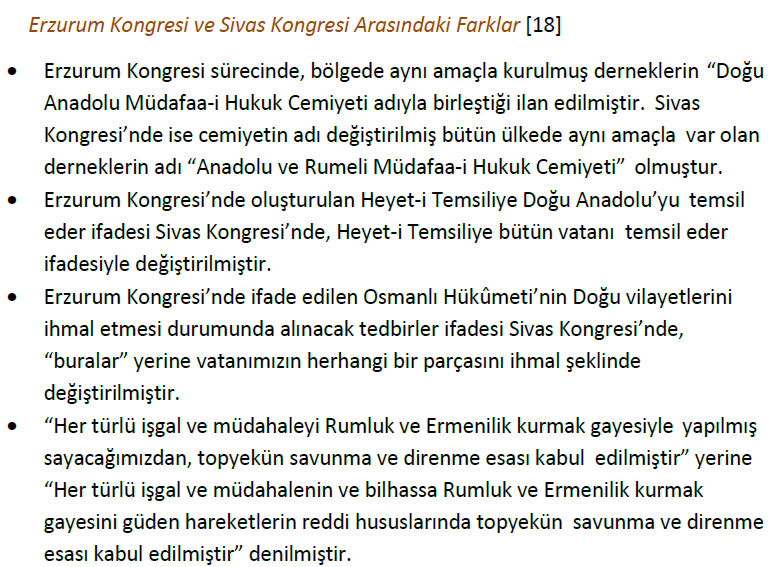 Erzurum Kongresi ve Sivas Kongresi Arasındaki Farklar [18]
• Erzurum Kongresi sürecinde, bölgede aynı amaçla kurulmuş derneklerin “Doğu
Anadolu Müdafaa-i Hukuk Cemiyeti adıyla birleştiği ilan edilmiştir. Sivas
Kongresi’nde ise cemiyetin adı değiştirilmiş bütün ülkede aynı amaçla var olan
derneklerin adı “Anadolu ve Rumeli Müdafaa-i Hukuk Cemiyeti” olmuştur.
• Erzurum Kongresi’nde oluşturulan Heyet-i Temsiliye Doğu Anadolu’yu temsil
eder ifadesi Sivas Kongresi’nde, Heyet-i Temsiliye bütün vatanı temsil eder
ifadesiyle değiştirilmiştir.
• Erzurum Kongresi’nde ifade edilen Osmanlı Hükûmeti’nin Doğu vilayetlerini
ihmal etmesi durumunda alınacak tedbirler ifadesi Sivas Kongresi’nde,
“buralar” yerine vatanımızın herhangi bir parçasını ihmal şeklinde
değiştirilmiştir.
• “Her türlü işgal ve müdahaleyi Rumluk ve Ermenilik kurmak gayesiyle yapılmış
sayacağımızdan, topyekün savunma ve direnme esası kabul edilmiştir” yerine
“Her türlü işgal ve müdahalenin ve bilhassa Rumluk ve Ermenilik kurmak
gayesini güden hareketlerin reddi hususlarında topyekün savunma ve direnme
esası kabul edilmiştir” denilmiştir.